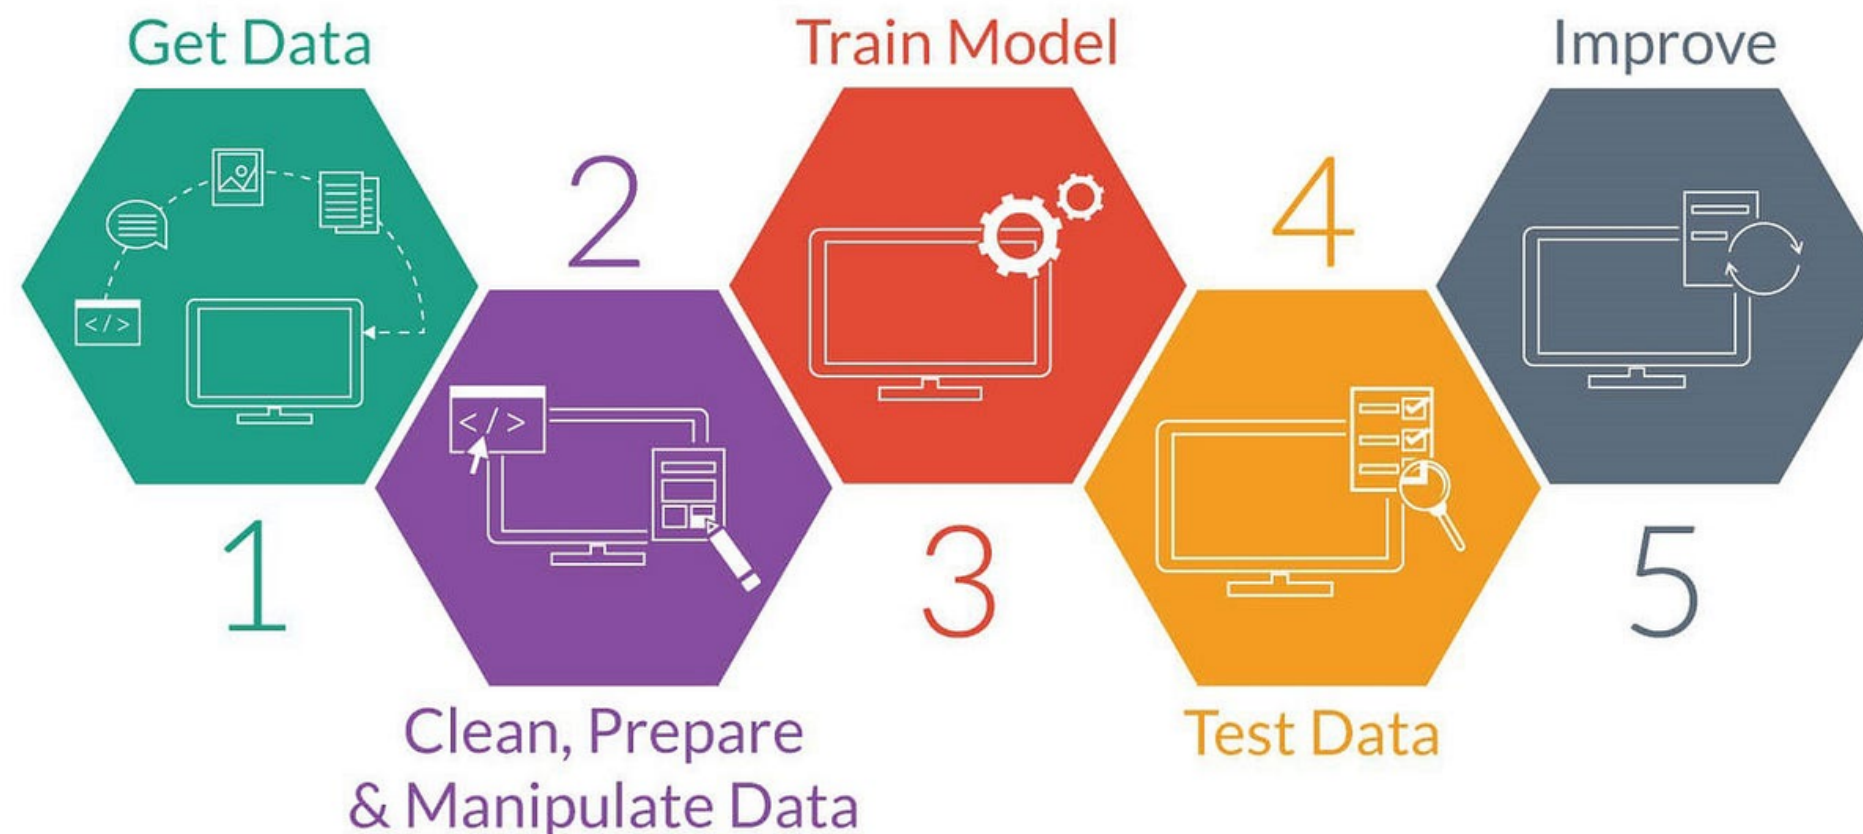 Get Data
</>
1
2
</>
Clean, Prepare
& Manipulate Data
Train Model
3
4
Test Data
Improve
5